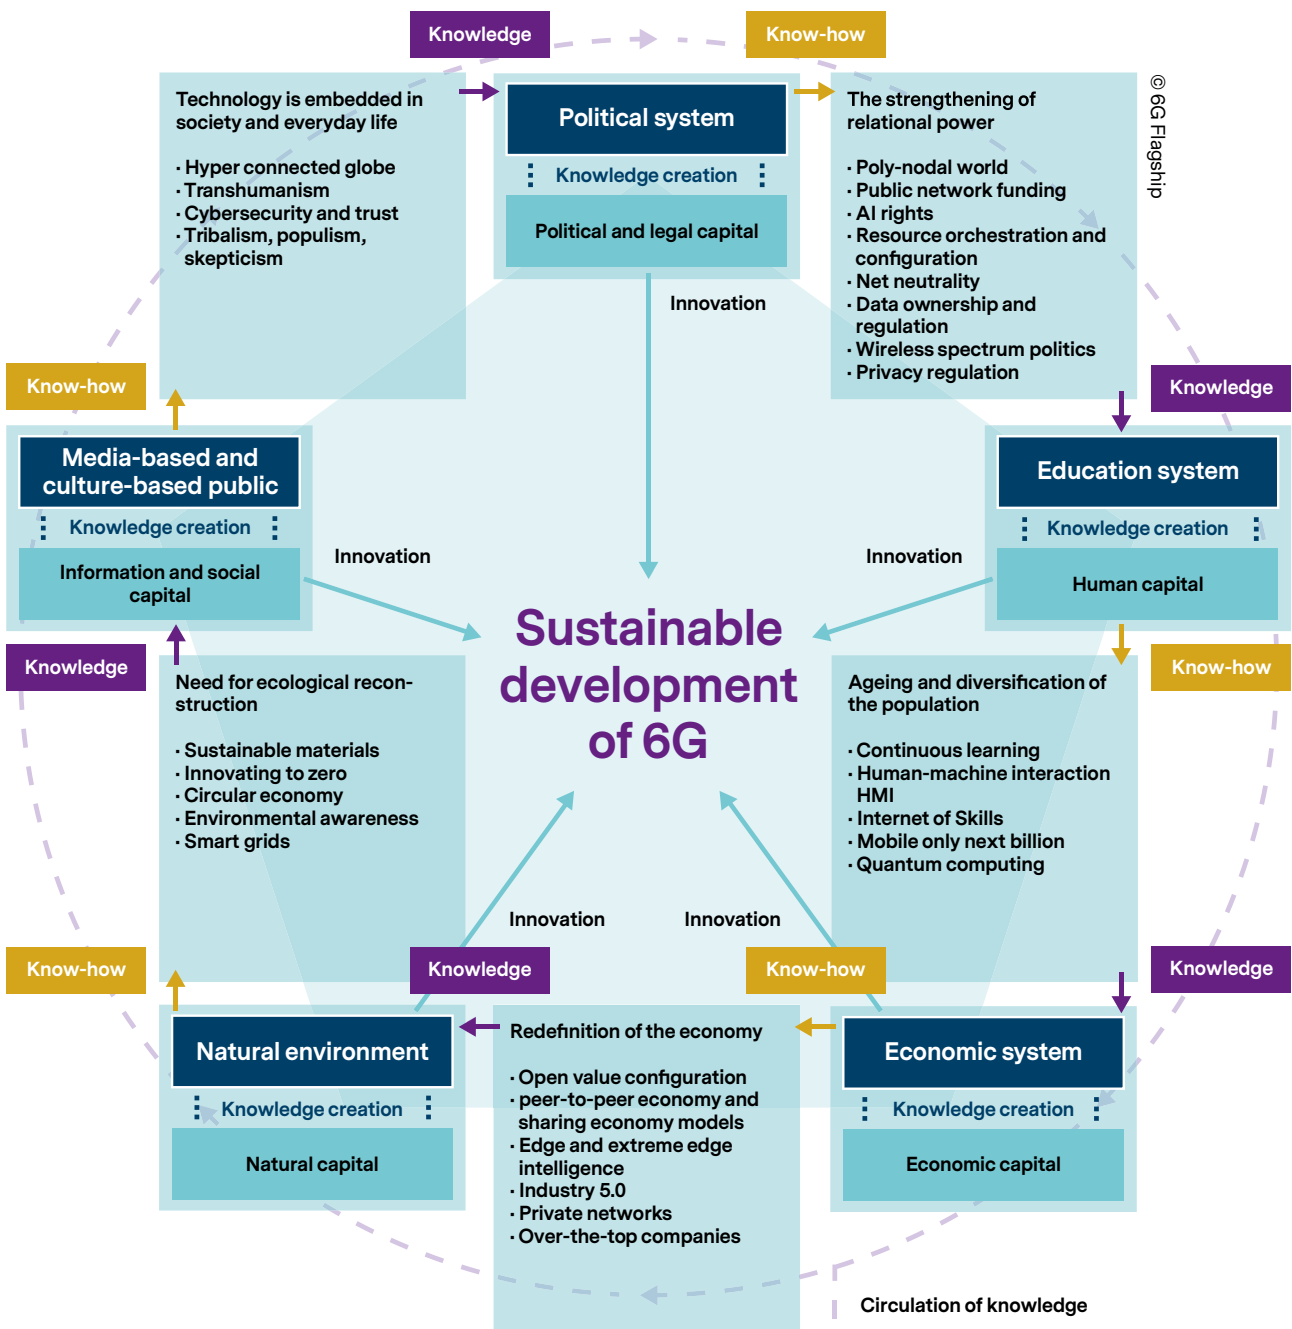 Knowledge
Know-how
Technology is embedded in
society and everyday life
· Hyper connected globe
· Transhumanism
· Cybersecurity and trust
· Tribalism, populism,
skepticism
Political system
Knowledge creation
Political and legal capital
Innovation
The strengthening of
relational power
· Poly-nodal world
· Public network funding
· AI rights
· Resource orchestration and
configuration
· Net neutrality
· Data ownership and
regulation
· Wireless spectrum politics
· Privacy regulation
© 6G Flagship
Know-how
Knowledge
Media-based and
culture-based public
Knowledge creation
Information and social
capital
Innovation
Education system
Knowledge creation
Human capital
Innovation
Sustainable
development
of 6G
Knowledge
Know-how
Need for ecological recon-
struction
· Sustainable materials
· Innovating to zero
· Circular economy
· Environmental awareness
· Smart grids
Ageing and diversification of
the population
· Continuous learning
· Human-machine interaction
HMI
· Internet of Skills
· Mobile only next billion
· Quantum computing
Innovation
Innovation
Know-how
Knowledge
Know-how
Knowledge
Natural environment
Knowledge creation
Natural capital
Redefinition of the economy
· Open value configuration
· peer-to-peer economy and
sharing economy models
· Edge and extreme edge
intelligence
· Industry 5.0
· Private networks
· Over-the-top companies
Economic system
Knowledge creation
Economic capital
Circulation of knowledge